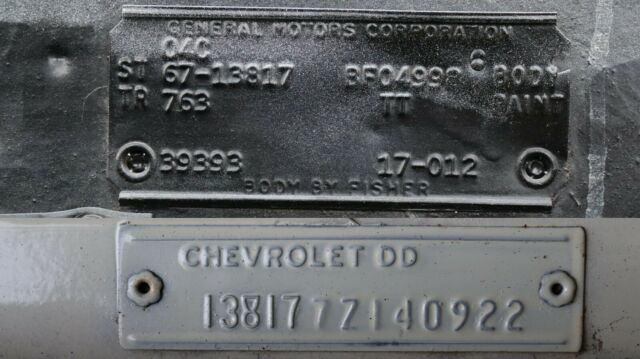 GENERAL MOTORS CORPORATION
04C
ST 67-13817 BF04998 6 BODY
TR 763 TT PAINT
39393 17-012
BODY BY FISHER
CHEVROLET DD
138177Z140922